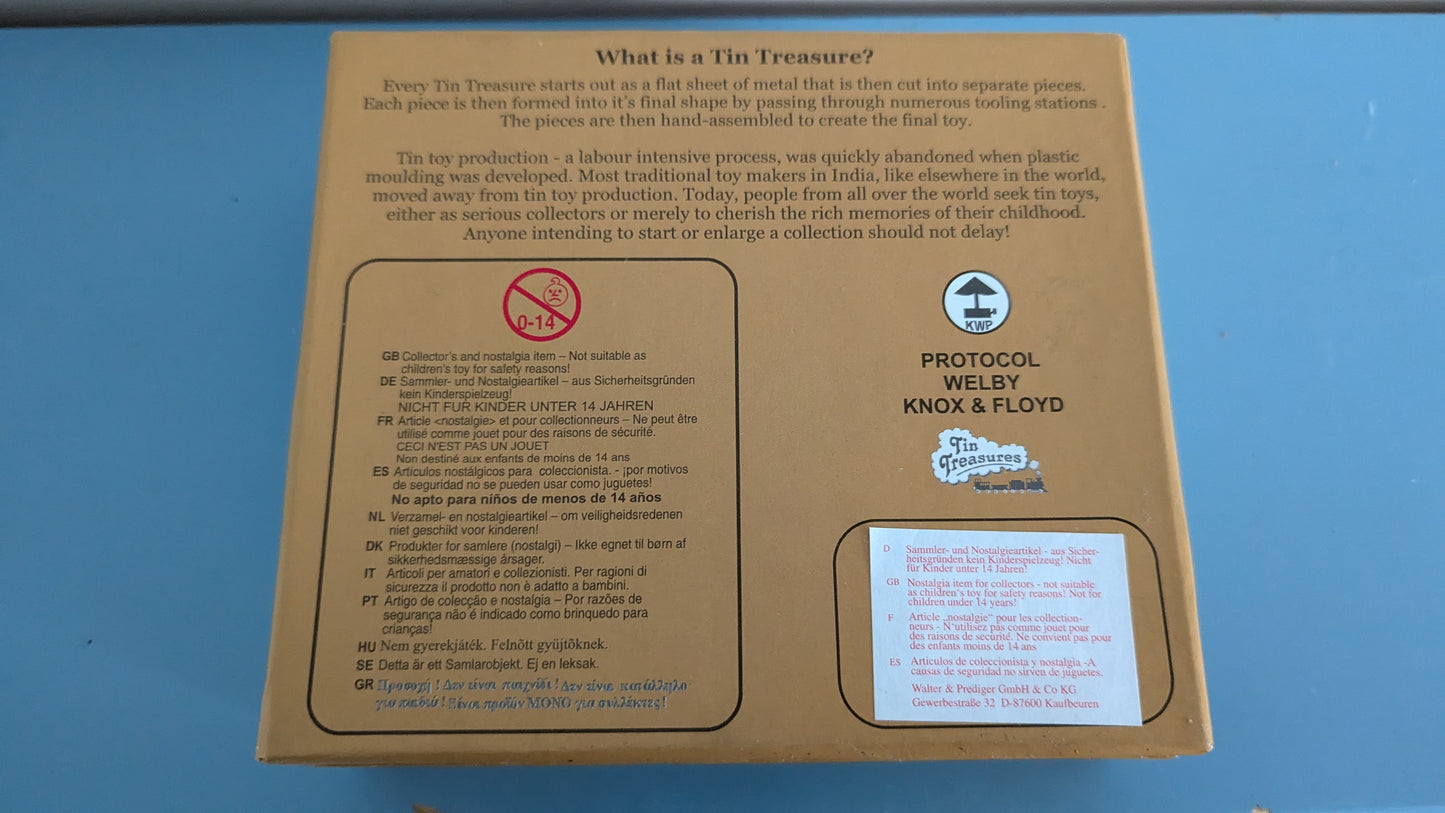 What is a Tin Treasure?
Every Tin Treasure starts out as a flat sheet of metal that is then cut into separate pieces.
Each piece is then formed into it's final shape by passing through numerous tooling stations .
The pieces are then hand-assembled to create the final toy.
Tin toy production - a labour intensive process, was quickly abandoned when plastic
moulding was developed. Most traditional toy makers in India, like elsewhere in the world,
moved away from tin toy production. Today, people from all over the world seek tin toys,
either as serious collectors or merely to cherish the rich memories of their childhood.
Anyone intending to start or enlarge a collection should not delay!
0-14
GB Collector's and nostalgia item – Not suitable as
children's toy for safety reasons!
DE Sammler- und Nostalgieartikel – aus Sicherheitsgründen
kein Kinderspielzeug!
NICHT FUR KINDER UNTER 14 JAHREN
FR Article <nostalgie> et pour collectionneurs – Ne peut être
utilisé comme jouet pour des raisons de sécurité.
CECI N'EST PAS UN JOUET
Non destiné aux enfants de moins de 14 ans
ES Artículos nostálgicos para coleccionista. - ¡por motivos
de seguridad no se pueden usar como juguetes!
No apto para niños de menos de 14 años
NL Verzamel- en nostalgieartikel – om veiligheidsredenen
niet geschikt voor kinderen!
DK Produkter for samlere (nostalgi) – Ikke egnet til børn af
sikkerhedsmæssige årsager.
IT Articoli per amatori e collezionisti. Per ragioni di
sicurezza il prodotto non è adatto a bambini.
PT Artigo de colecção e nostalgia – Por razões de
segurança não é indicado como brinquedo para
crianças!
HU Nem gyerekjáték. Felnõtt gyüjtõknek.
SE Detta är ett Samlarobjekt. Ej en leksak.
GR Προσοχή ! Δεν είναι παιχνίδι ! Δεν είναι κατάλληλο
για παιδιά ! Είναι προϊόν ΜΟΝΟ για συλλέκτες !
KWP
PROTOCOL
WELBY
KNOX & FLOYD
Tin
Treasures
D Sammler- und Nostalgieartikel - aus Sicher-
heitsgründen kein Kinderspielzeug! Nicht
für Kinder unter 14 Jahren!
GB Nostalgia item for collectors - not suitable
as children's toy for safety reasons! Not for
children under 14 years!
F Article „nostalgie" pour les collection-
neurs - N'utilisez pas comme jouet pour
des raisons de securité. Ne convient pas pour
des enfants moins de 14 ans
ES Articulos de coleccionista y nostalgia -A
causas de seguridad no sirven de juguetes.
Walter & Prediger GmbH & Co KG
Gewerbestraße 32 D-87600 Kaufbeuren